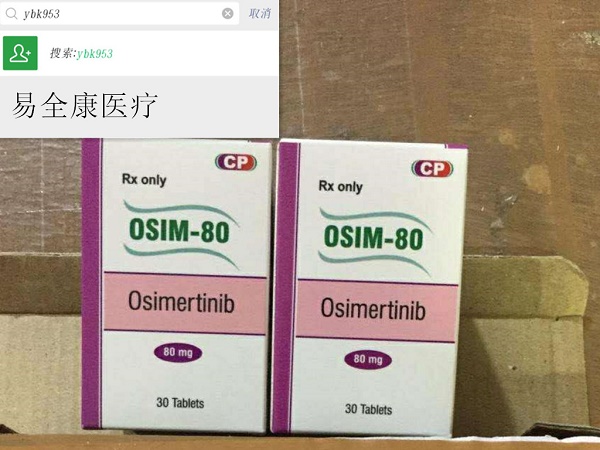 ybk953
取消
搜索:ybk953
易全康医疗
CP
Rx only
OSIM-80
Osimertinib
80 mg
30 Tablets
CP
Rx only
OSIM-80
Osimertinib
80 mg
30 Tablets